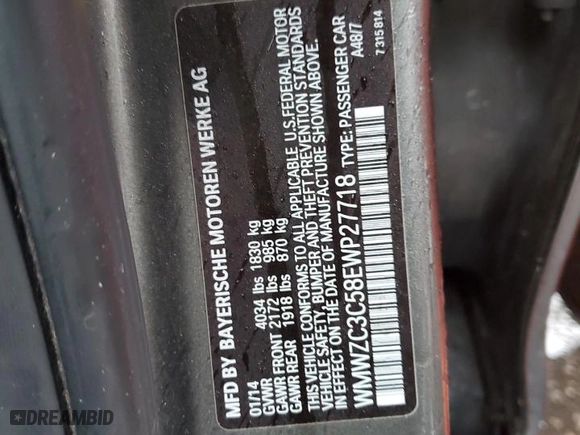 MFD BY BAYERISCHE MOTOREN WERKE AG
01/14
GVWR 4034 lbs 1830 kg
GAWR FRONT 2172 lbs 985 kg
GAWR REAR 1918 lbs 870 kg
THIS VEHICLE CONFORMS TO ALL APPLICABLE U.S.FEDERAL MOTOR
VEHICLE SAFETY, BUMPER AND THEFT PREVENTION STANDARDS
IN EFFECT ON THE DATE OF MANUFACTURE SHOWN ABOVE.
WMWZC3C58EWP27718 TYPE: PASSENGER CAR
A48/7
7315814
DREAMBID